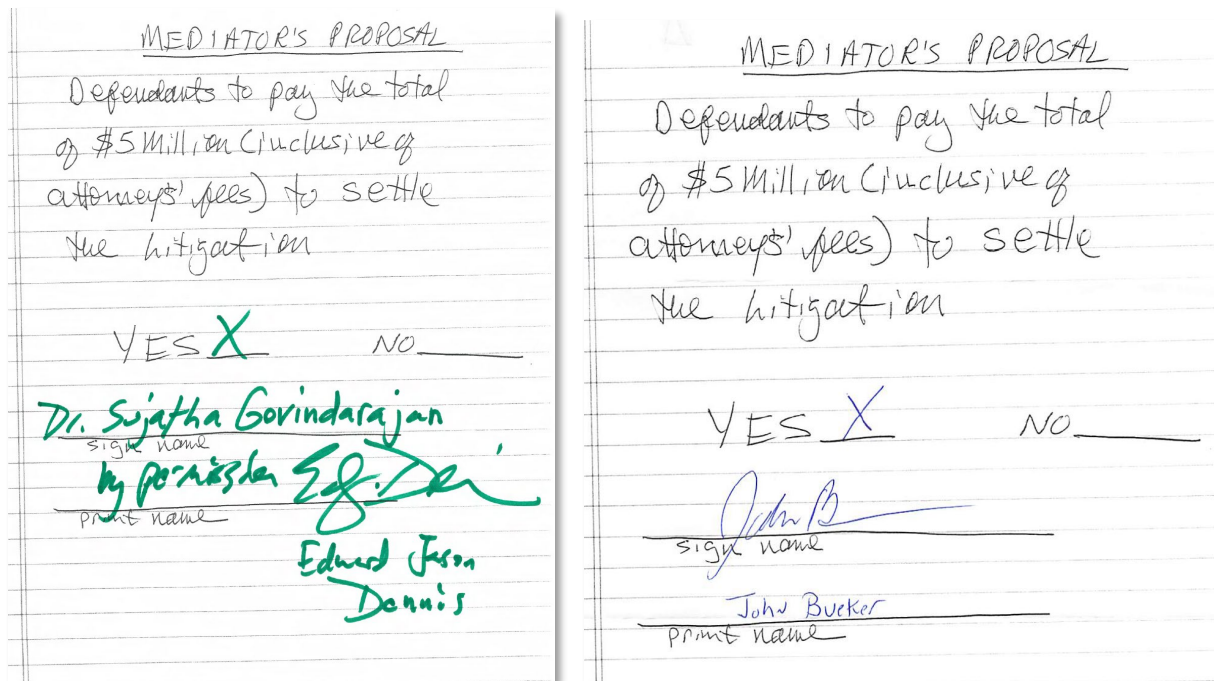 MEDIATOR'S PROPOSAL
Defendants to pay the total
of $5 Million (inclusive of
attorneys' fees) to settle
the litigation
YES X NO
Dr. Sujatha Govindarajan
sign name
by permission
print name
Edward Jason
Dennis
MEDIATOR'S PROPOSAL
Defendants to pay the total
of $5 Million (inclusive of
attorneys' fees) to settle
the litigation
YES X NO
John B
sign name
John Bueker
print name